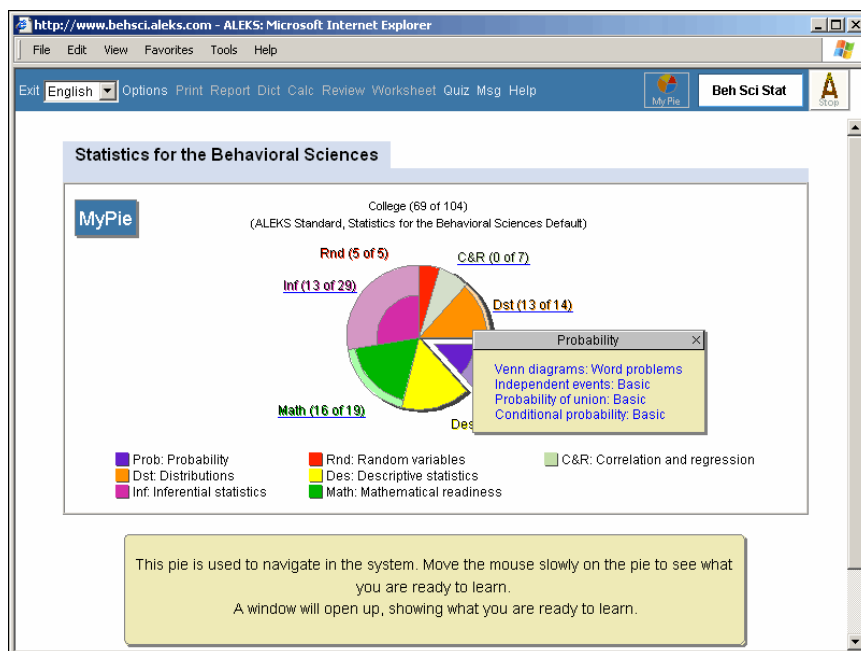 http://www.behsci.aleks.com - ALEKS: Microsoft Internet Explorer
File Edit View Favorites Tools Help
Exit English Options Print Report Dict Calc Review Worksheet Quiz Msg Help MyPie Beh Sci Stat A Stop
Statistics for the Behavioral Sciences
MyPie
College (69 of 104)
(ALEKS Standard, Statistics for the Behavioral Sciences Default)
Rnd (5 of 5)
C&R (0 of 7)
Inf (13 of 29)
Dst (13 of 14)
Probability
Venn diagrams: Word problems
Independent events: Basic
Probability of union: Basic
Conditional probability: Basic
Math (16 of 19)
Des
Prob: Probability
Rnd: Random variables
C&R: Correlation and regression
Dst: Distributions
Des: Descriptive statistics
Inf: Inferential statistics
Math: Mathematical readiness
This pie is used to navigate in the system. Move the mouse slowly on the pie to see what
you are ready to learn.
A window will open up, showing what you are ready to learn.